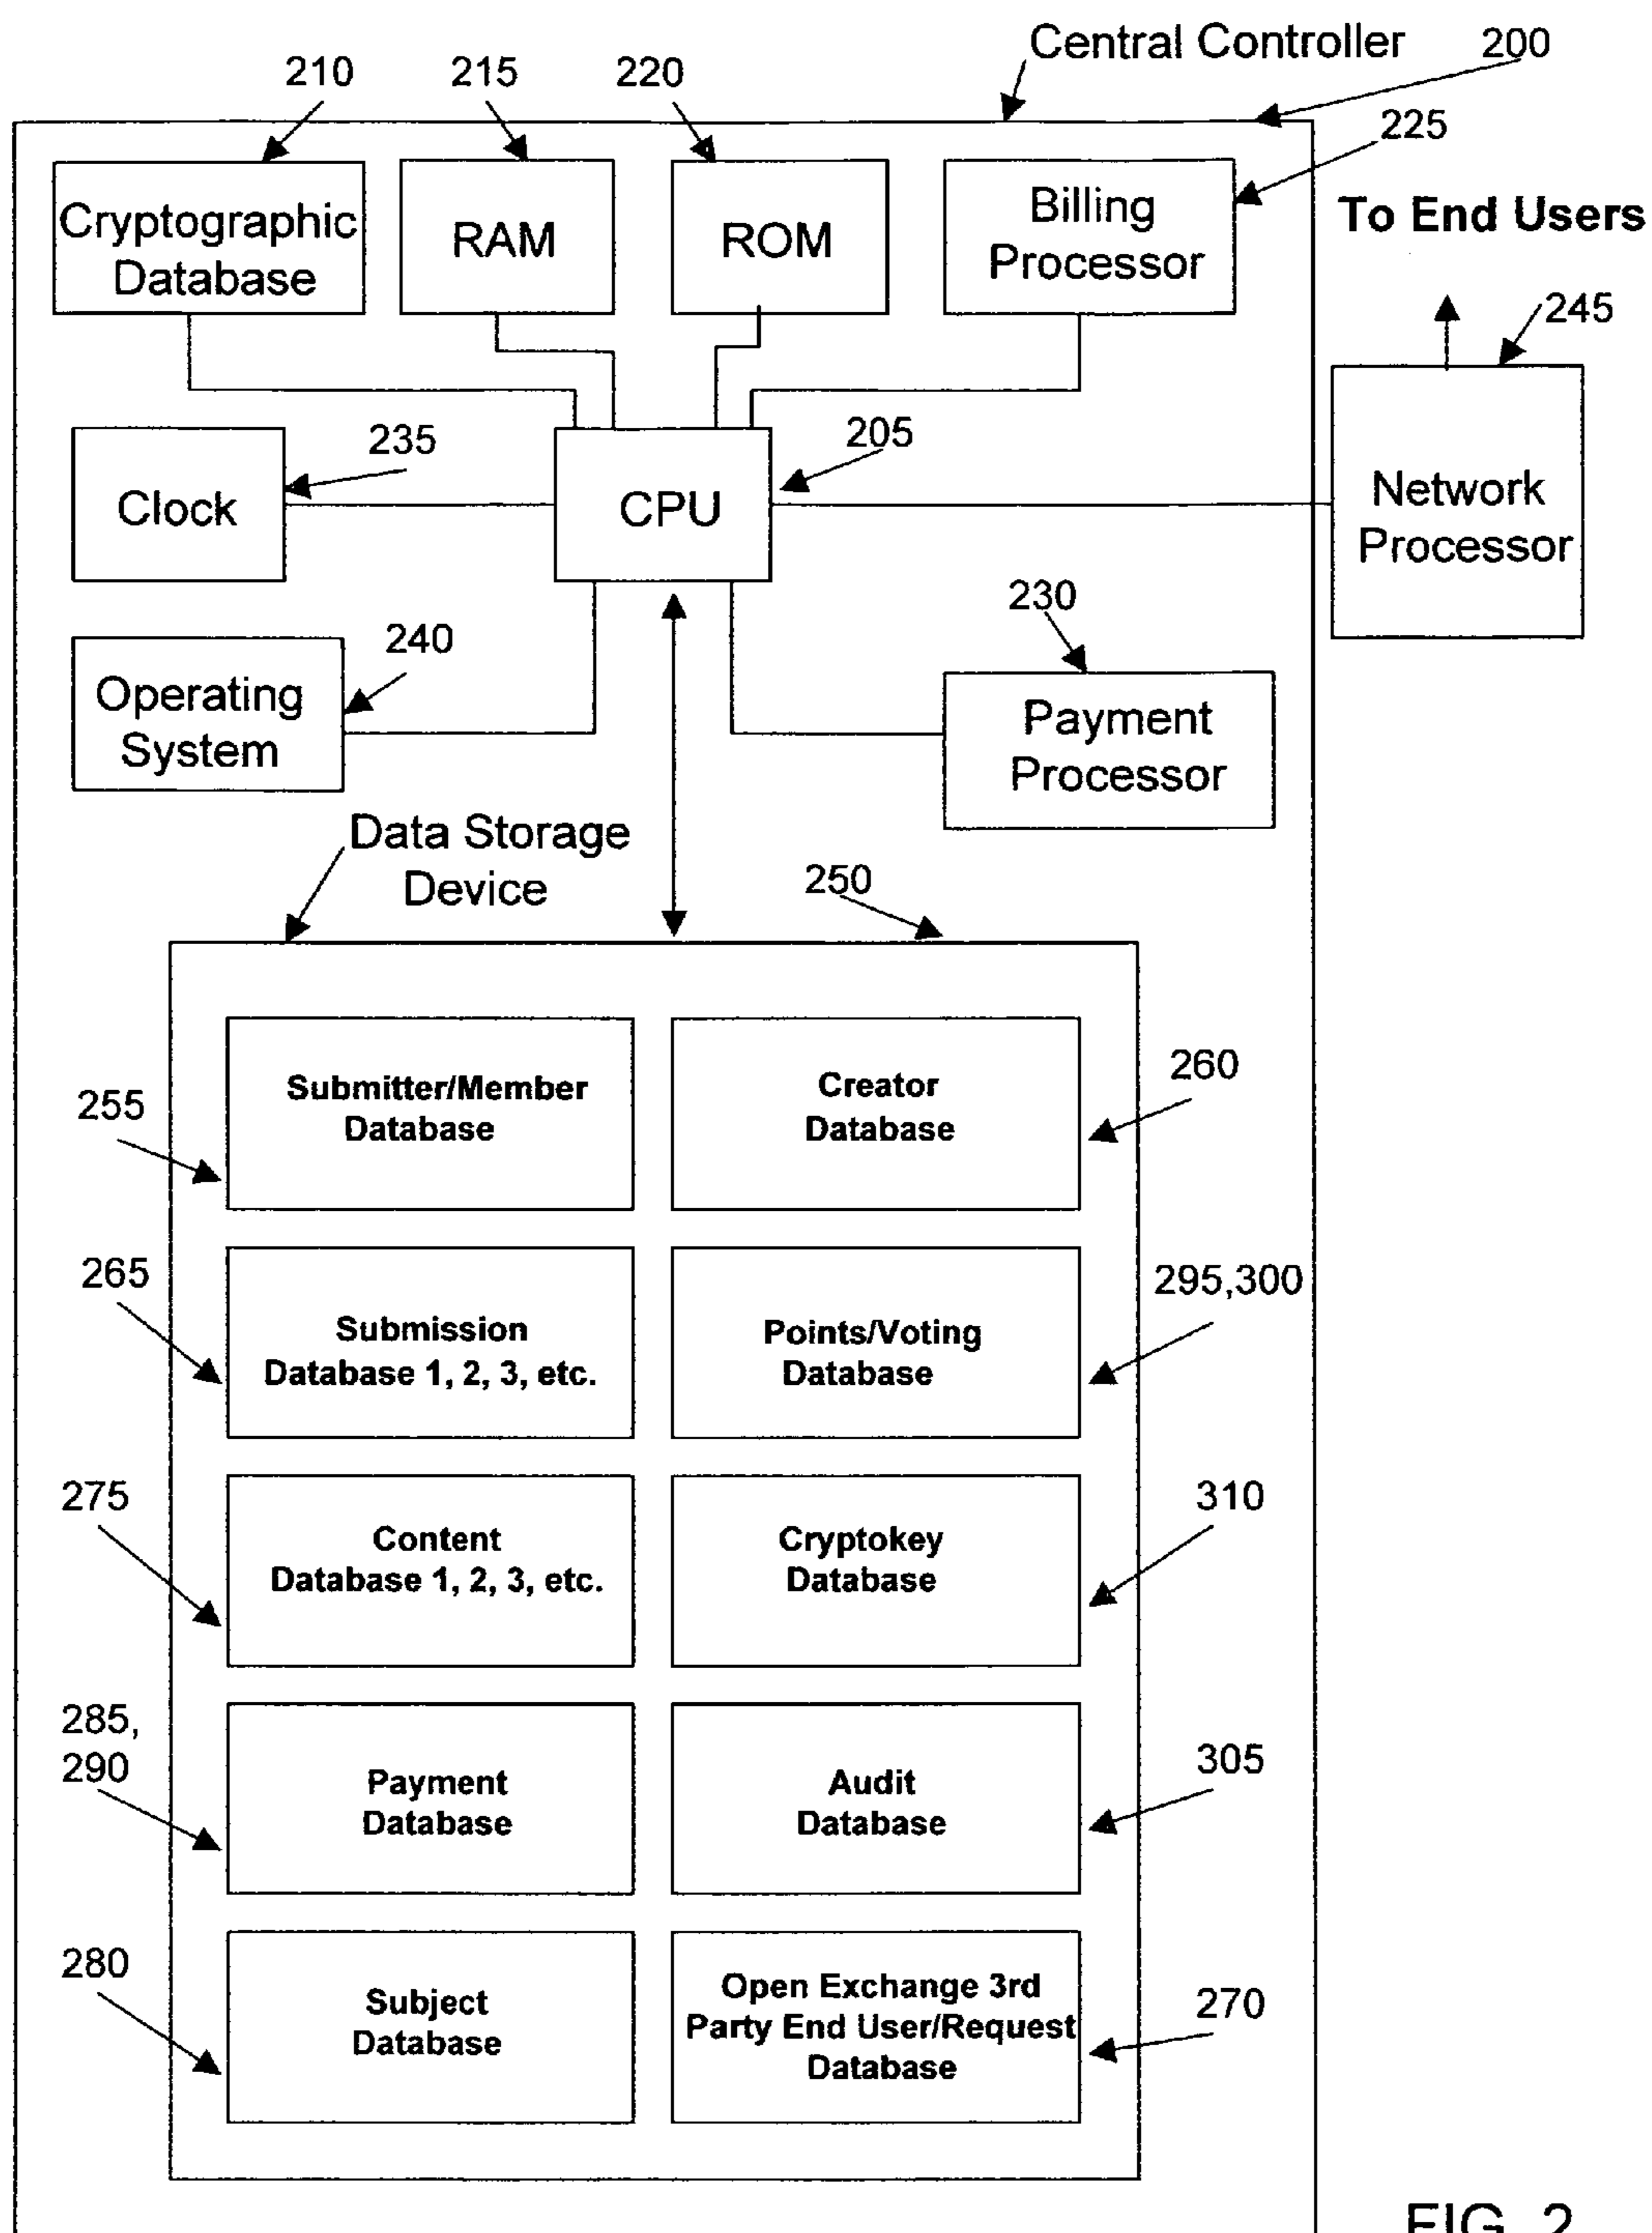 Central Controller
200
210
215
220
225
Cryptographic
Database
RAM
ROM
Billing
Processor
To End Users
245
235
205
Clock
CPU
Network
Processor
230
240
Operating
System
Payment
Processor
Data Storage
Device
250
Submitter/Member
Database
Creator
Database
255
260
265
Submission
Database 1, 2, 3, etc.
Points/Voting
Database
295,300
275
Content
Database 1, 2, 3, etc.
Cryptokey
Database
310
285,
290
Payment
Database
Audit
Database
305
280
Subject
Database
Open Exchange 3rd
Party End User/Request
Database
270
FIG. 2